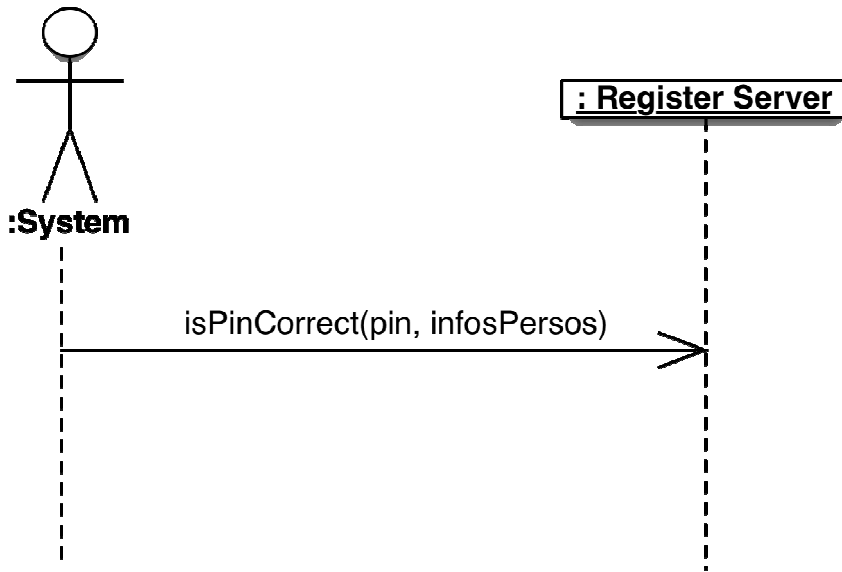 : Register Server
:System
isPinCorrect(pin, infosPersos)